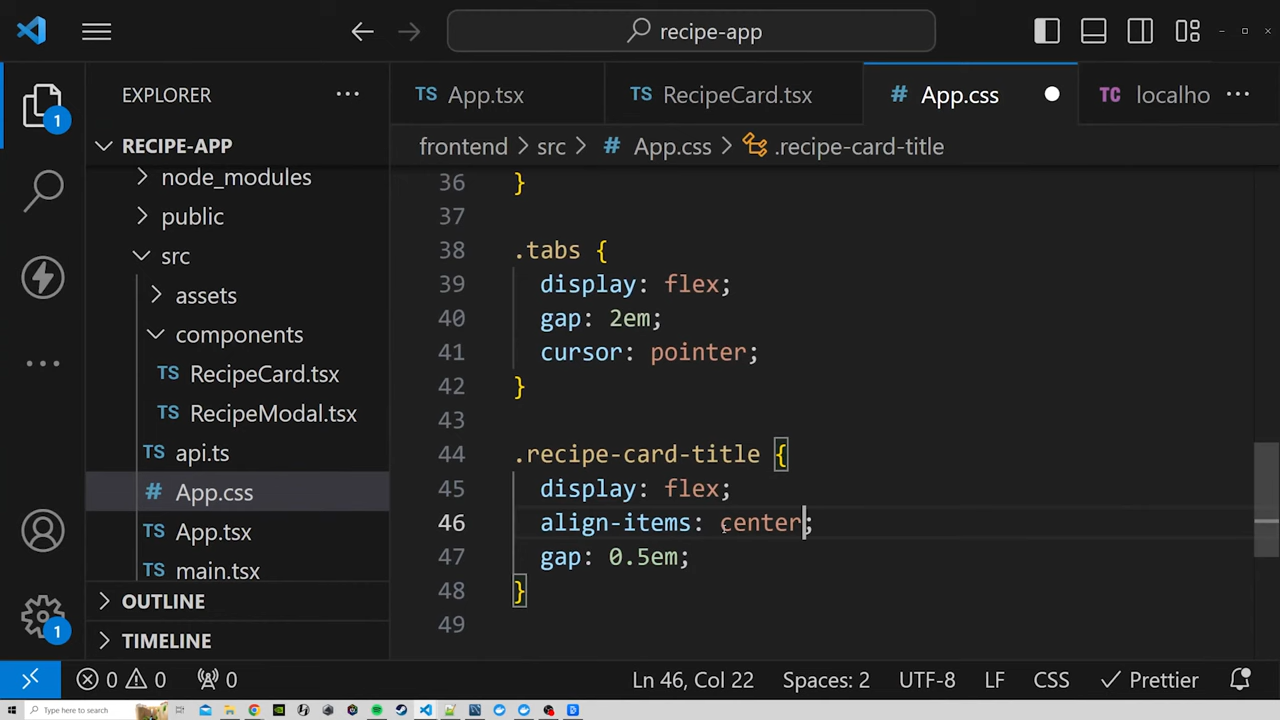 recipe-app
EXPLORER
RECIPE-APP
node_modules
public
src
assets
components
TS RecipeCard.tsx
TS RecipeModal.tsx
TS api.ts
# App.css
TS App.tsx
TS main.tsx
OUTLINE
TIMELINE
1
1
TS App.tsx
TS RecipeCard.tsx
# App.css
TC localho
frontend > src > # App.css > .recipe-card-title
36 }
37
38 .tabs {
39 display: flex;
40 gap: 2em;
41 cursor: pointer;
42 }
43
44 .recipe-card-title {
45 display: flex;
46 align-items: center;
47 gap: 0.5em;
48 }
49
0 0 0 Ln 46, Col 22 Spaces: 2 UTF-8 LF CSS Prettier
Type here to search